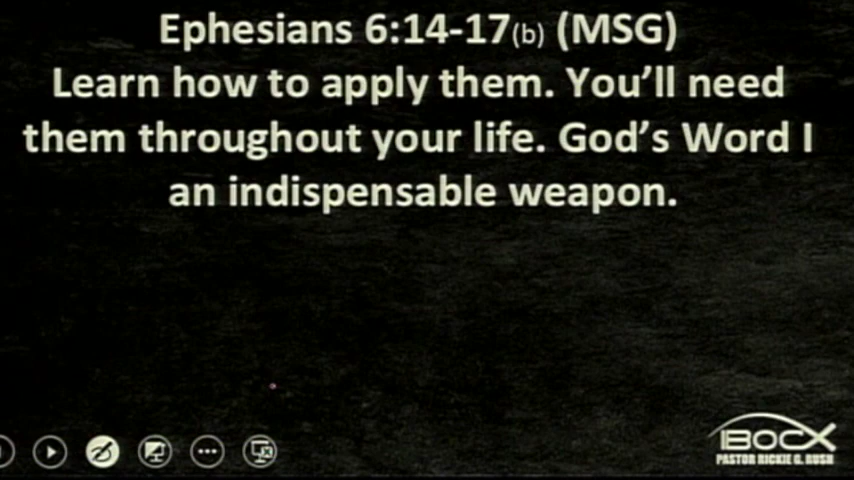 Ephesians 6:14-17(b) (MSG)
Learn how to apply them. You’ll need
them throughout your life. God’s Word I
an indispensable weapon.
IBOCX
PASTOR RICKIE G. RUSH